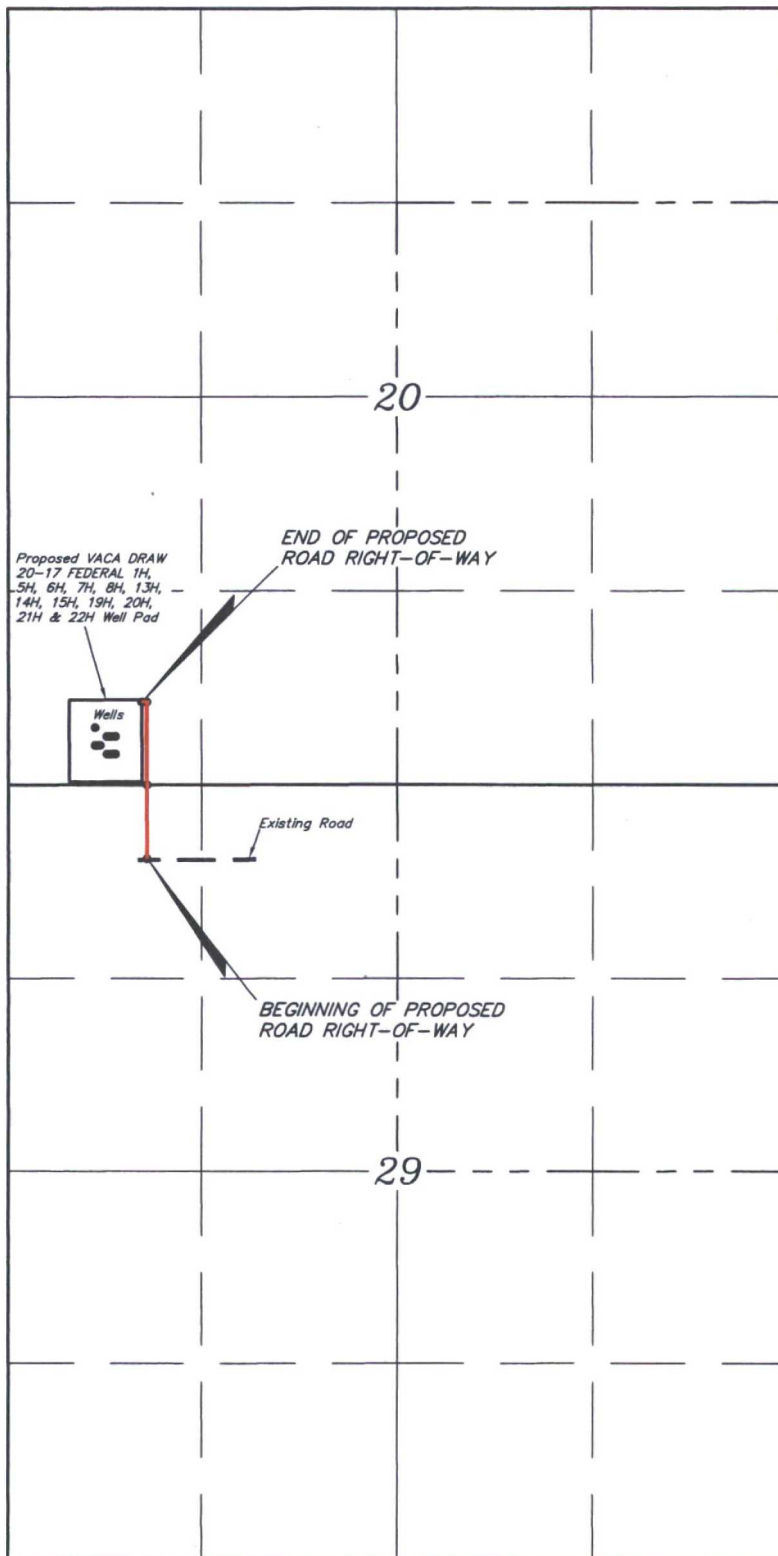 20
END OF PROPOSED
ROAD RIGHT-OF-WAY
Proposed VACA DRAW
20-17 FEDERAL 1H,
5H, 6H, 7H, 8H, 13H,
14H, 15H, 19H, 20H,
21H & 22H Well Pad
Wells
Existing Road
BEGINNING OF PROPOSED
ROAD RIGHT-OF-WAY
29